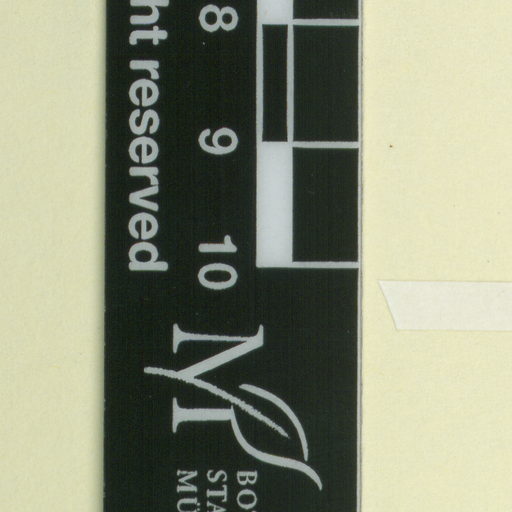 ht reserved
8 9 10
M
BO
STA
MÜ